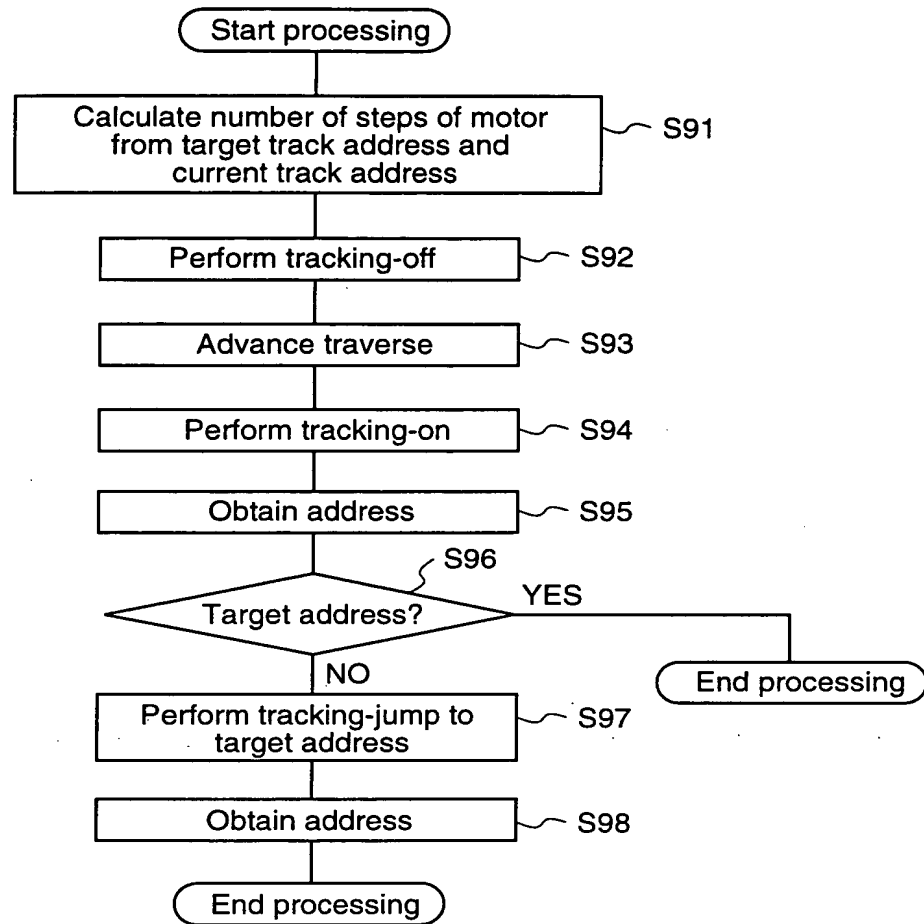 Start processing
Calculate number of steps of motor
from target track address and
current track address
S91
Perform tracking-off
S92
Advance traverse
S93
Perform tracking-on
S94
Obtain address
S95
S96
Target address?
YES
End processing
NO
Perform tracking-jump to
target address
S97
Obtain address
S98
End processing